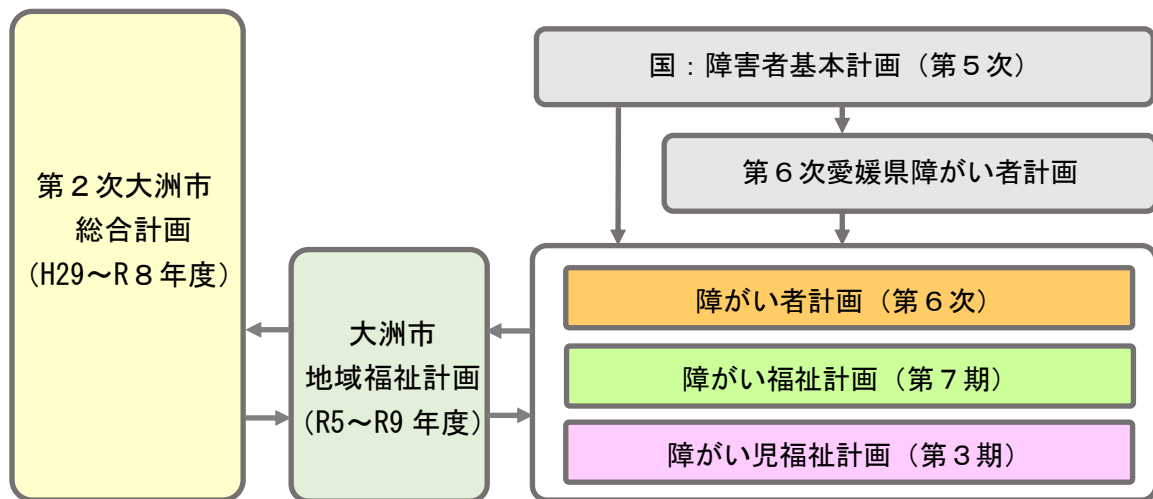 第２次大洲市
総合計画
（H29～R８年度）
大洲市
地域福祉計画
（R5～R9 年度）
国：障害者基本計画（第５次）
第６次愛媛県障がい者計画
障がい者計画（第６次）
障がい福祉計画（第７期）
障がい児福祉計画（第３期）